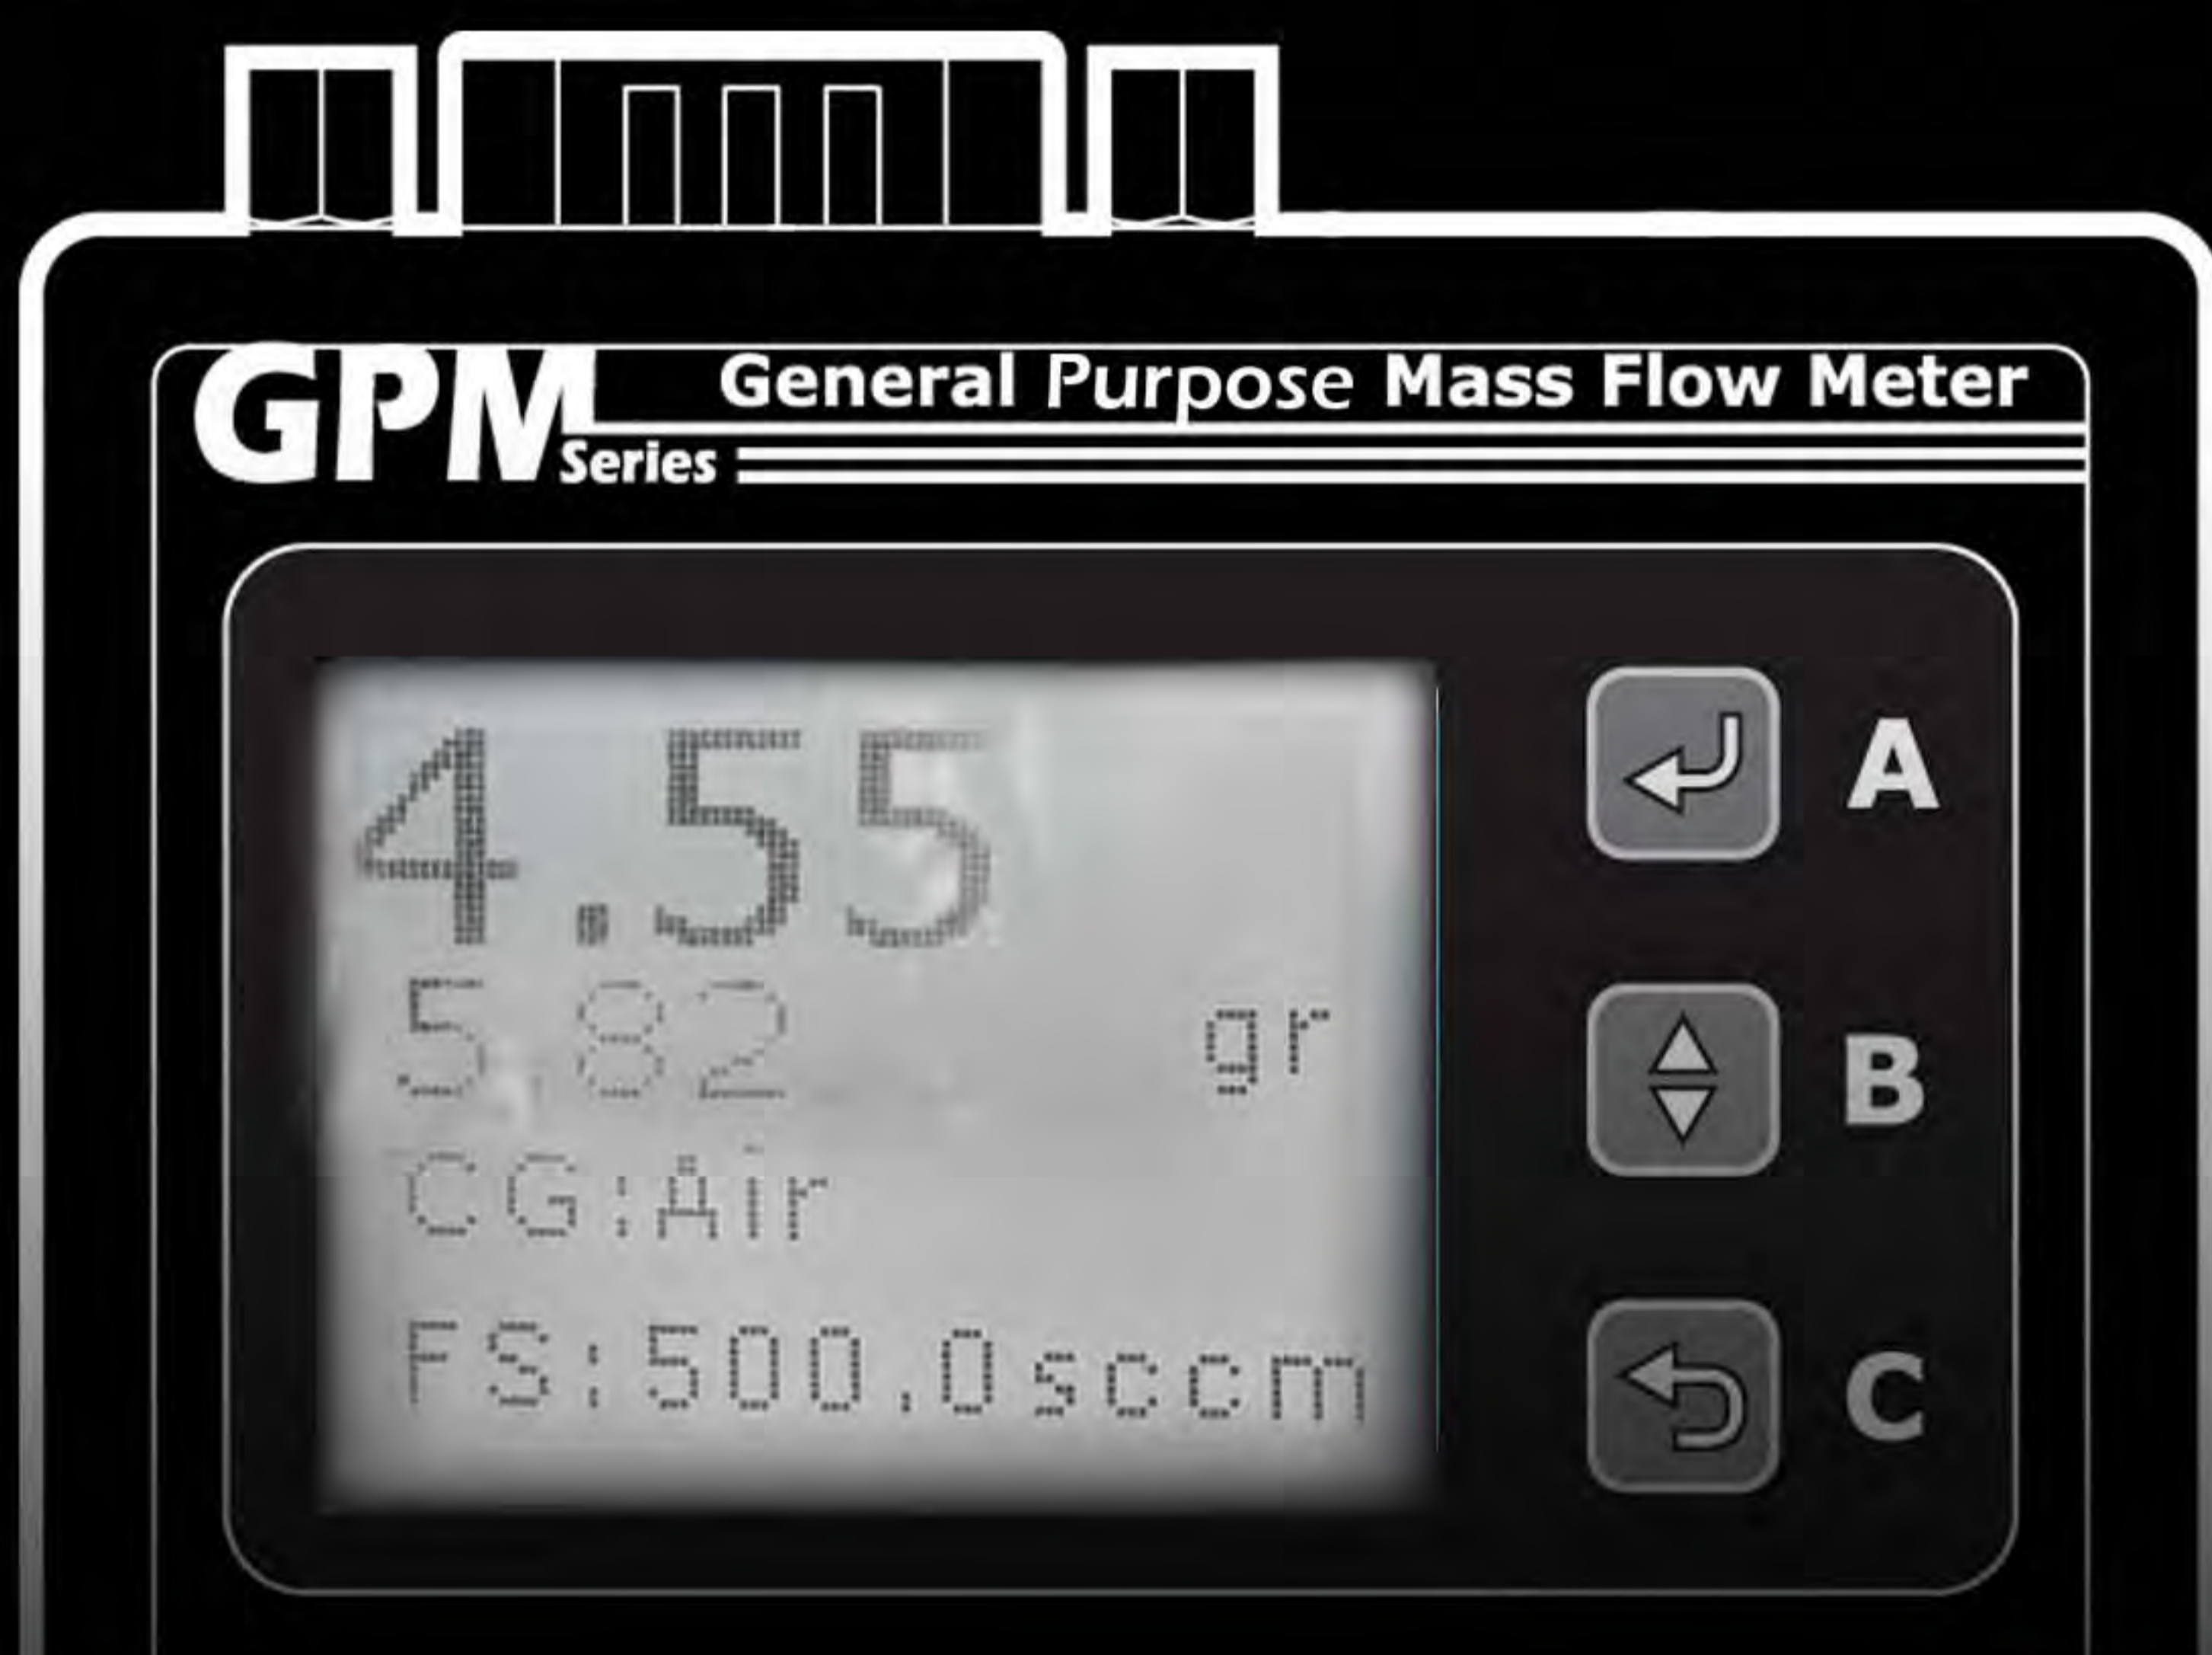 GPM Series General Purpose Mass Flow Meter
4.55
5.82 gr
CG:Air
FS:500.0sccm
A
B
C